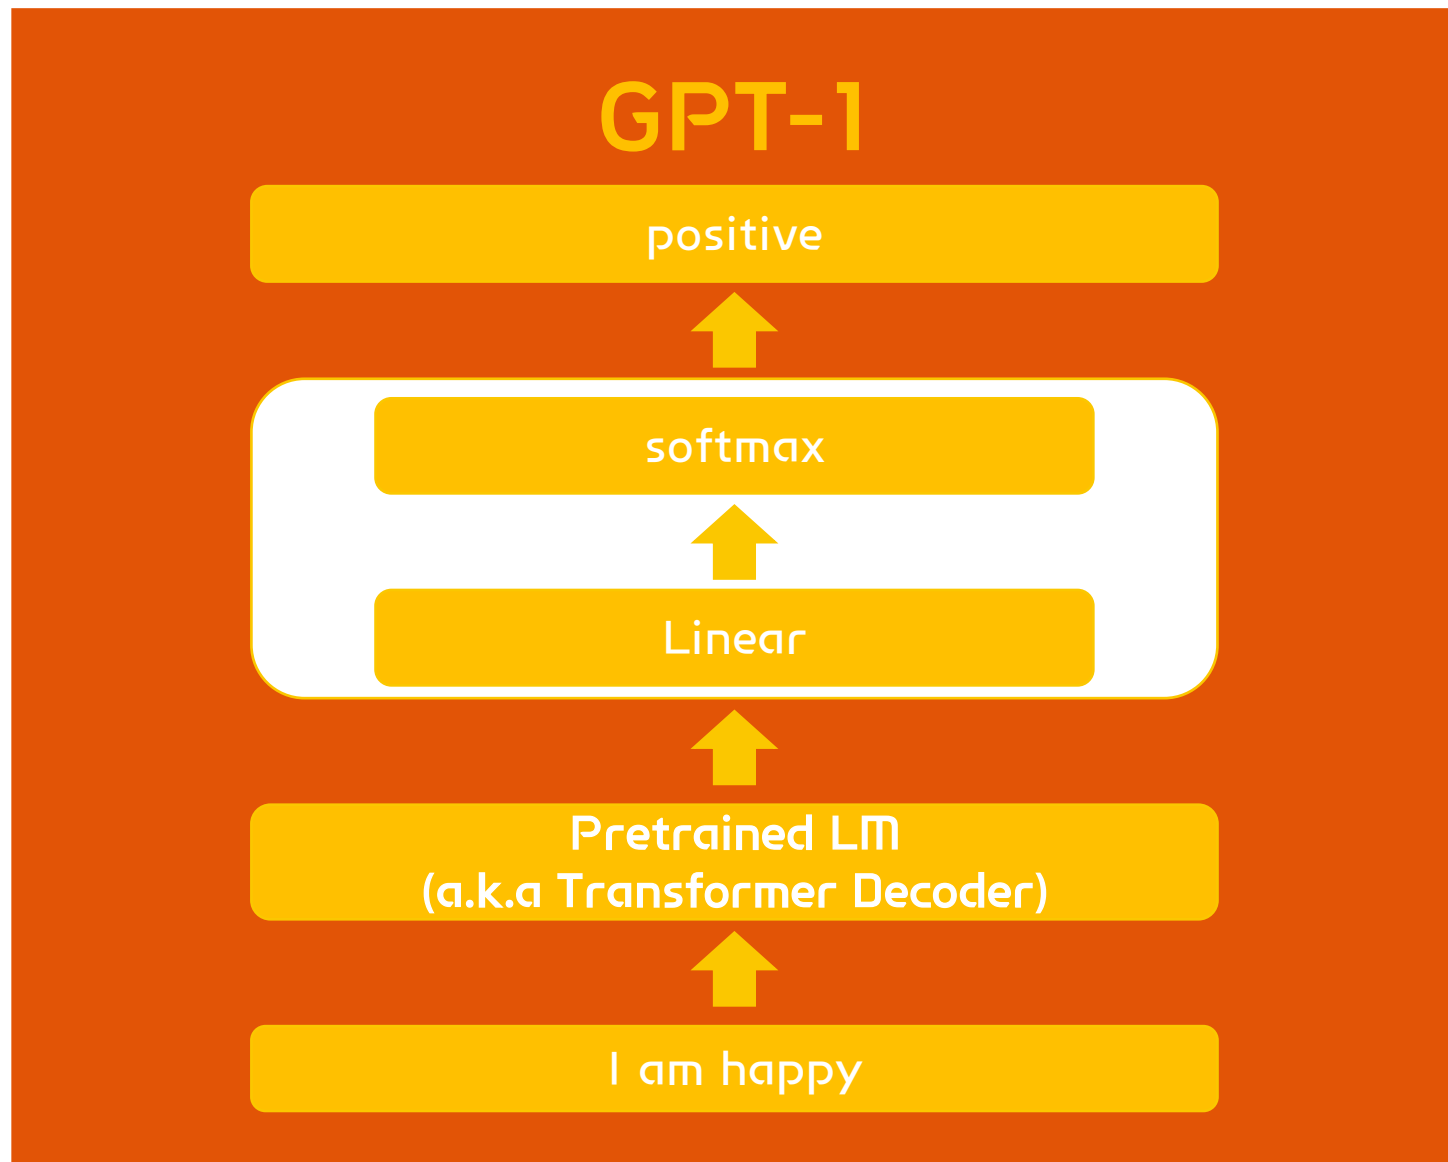 GPT-1
positive
softmax
Linear
Pretrained LM
(a.k.a Transformer Decoder)
I am happy